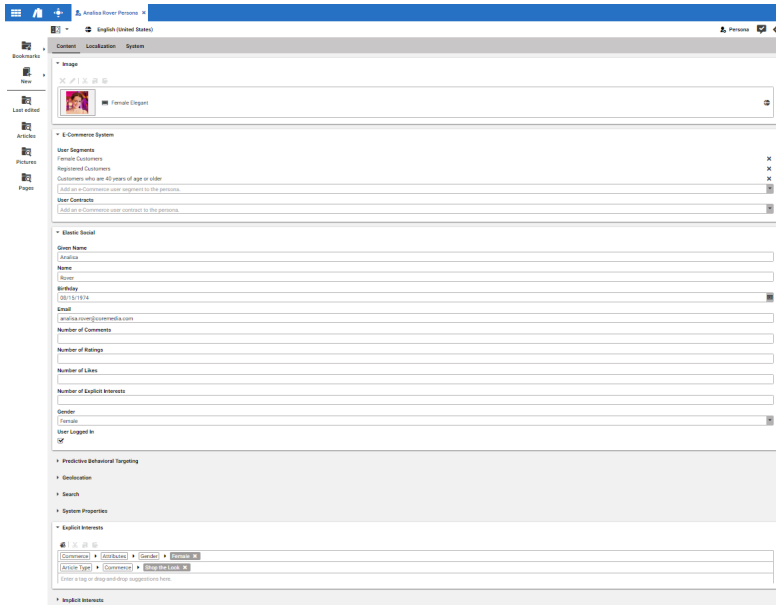 Analisa Rover Persona
English (United States)
Persona
Bookmarks
New
Last edited
Articles
Pictures
Pages
Content Localization System
Image
Female Elegant
E-Commerce System
User Segments
Female Customers
Registered Customers
Customers who are 40 years of age or older
Add an e-Commerce user segment to the persona.
User Contracts
Add an e-Commerce user contract to the persona.
Elastic Social
Given Name
Analisa
Name
Rover
Birthday
08/15/1974
Email
analisa.rover@coremedia.com
Number of Comments
Number of Ratings
Number of Likes
Number of Explicit Interests
Gender
Female
User Logged In
Predictive Behavioral Targeting
Geolocation
Search
System Properties
Explicit Interests
Commerce Attributes Gender Female
Article Type Commerce Shop the Look
Enter a tag or drag-and-drop suggestions here.
Implicit Interests